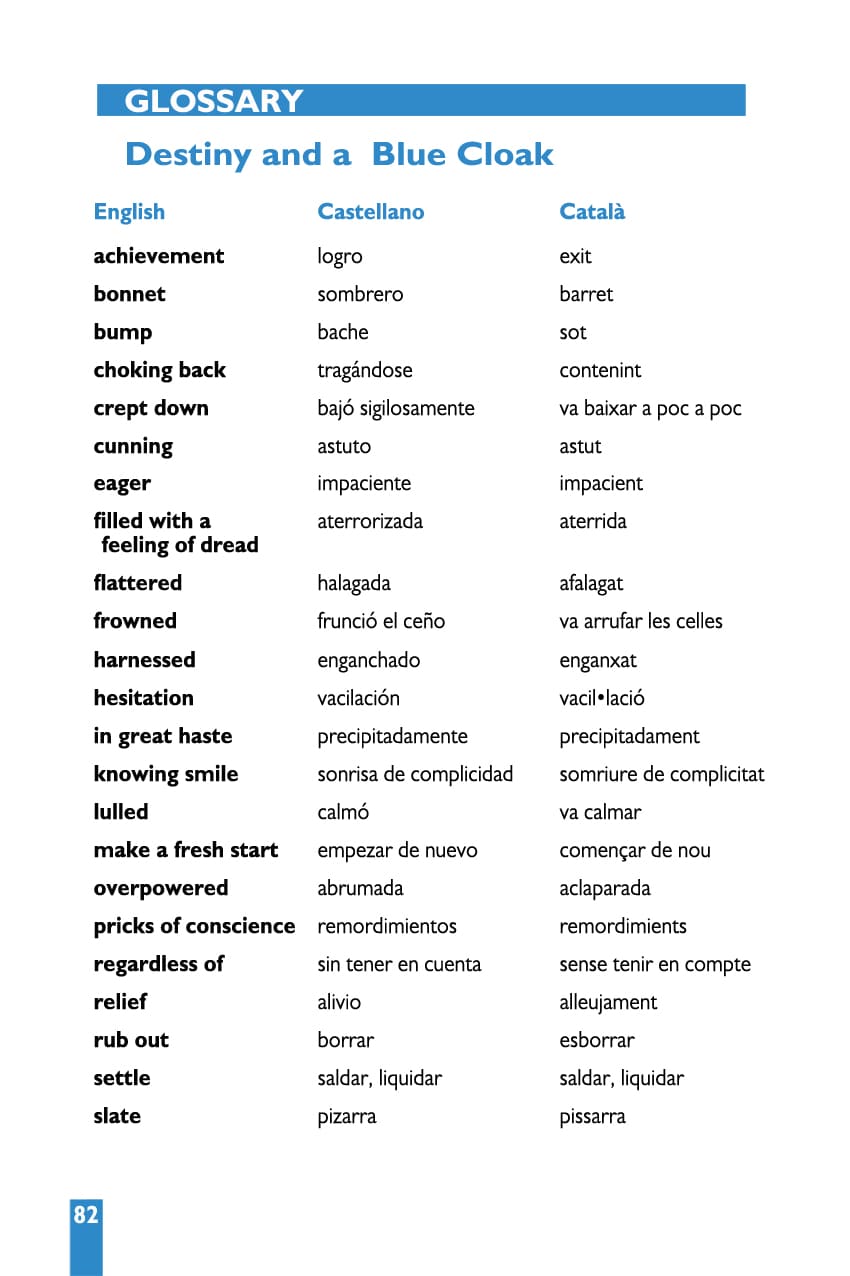 GLOSSARY
Destiny and a Blue Cloak
English Castellano Català
achievement logro exit
bonnet sombrero barret
bump bache sot
choking back tragándose contenint
crept down bajó sigilosamente va baixar a poc a poc
cunning astuto astut
eager impaciente impacient
filled with a aterrorizada aterrida
feeling of dread
flattered halagada afalagat
frowned frunció el ceño va arrufar les celles
harnessed enganchado enganxat
hesitation vacilación vacil•lació
in great haste precipitadamente precipitadament
knowing smile sonrisa de complicidad somriure de complicitat
lulled calmó va calmar
make a fresh start empezar de nuevo començar de nou
overpowered abrumada aclaparada
pricks of conscience remordimientos remordiments
regardless of sin tener en cuenta sense tenir en compte
relief alivio alleujament
rub out borrar esborrar
settle saldar, liquidar saldar, liquidar
slate pizarra pissarra
82